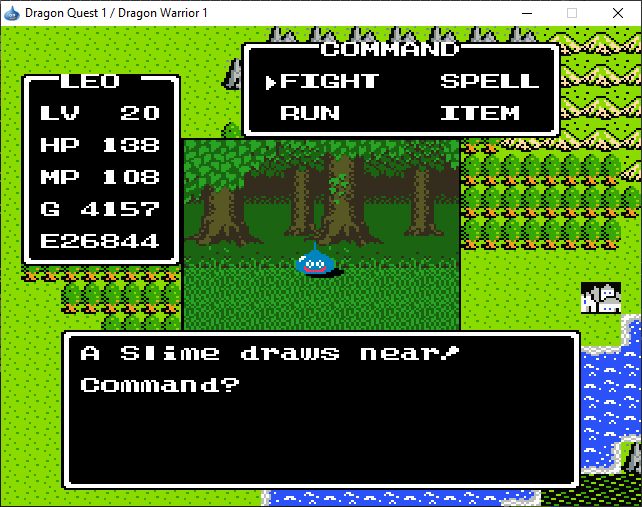 Dragon Quest 1 / Dragon Warrior 1
COMMAND
FIGHT SPELL
RUN ITEM
LEO
LV 20
HP 138
MP 108
G 4157
E26844
A Slime draws near!
Command?